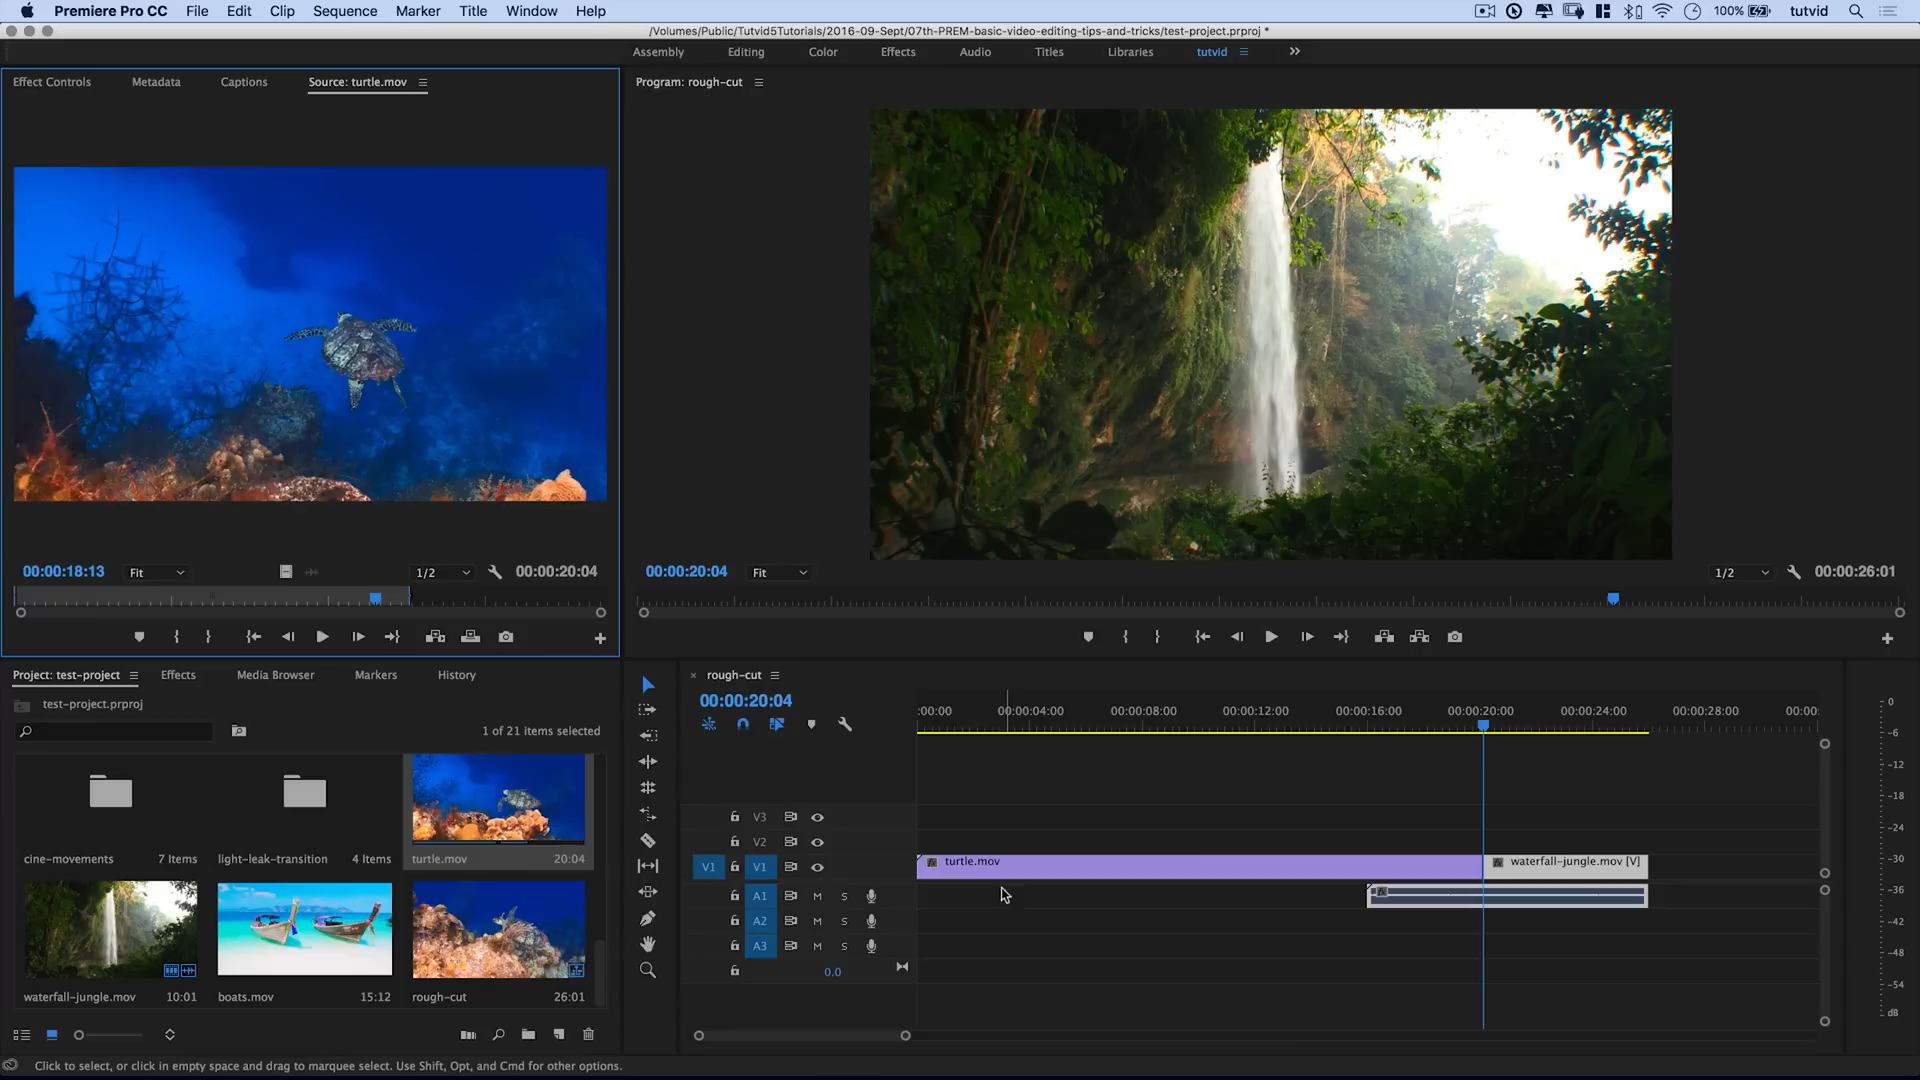 Premiere Pro CC File Edit Clip Sequence Marker Title Window Help 100% tutvid
/Volumes/Public/Tutvid5Tutorials/2016-09-Sept/07th-PREM-basic-video-editing-tips-and-tricks/test-project.prproj *
Assembly Editing Color Effects Audio Titles Libraries tutvid
Effect Controls Metadata Captions Source: turtle.mov
Program: rough-cut
00:00:18:13 Fit 1/2 00:00:20:04
00:00:20:04 Fit 1/2 00:00:26:01
Project: test-project Effects Media Browser Markers History
test-project.prproj
1 of 21 items selected
cine-movements 7 Items light-leak-transition 4 Items turtle.mov 20:04
waterfall-jungle.mov 10:01 boats.mov 15:12 rough-cut 26:01
× rough-cut
00:00:20:04
:00:00 00:00:04:00 00:00:08:00 00:00:12:00 00:00:16:00 00:00:20:00 00:00:24:00 00:00:28:00 00:00:
V3
V2
V1 V1 fx turtle.mov fx waterfall-jungle.mov [V]
A1 M S fx
A2 M S
A3 M S
0.0
0
-6
-12
-18
-24
-30
-36
-42
-48
-54
dB
Click to select, or click in empty space and drag to marquee select. Use Shift, Opt, and Cmd for other options.